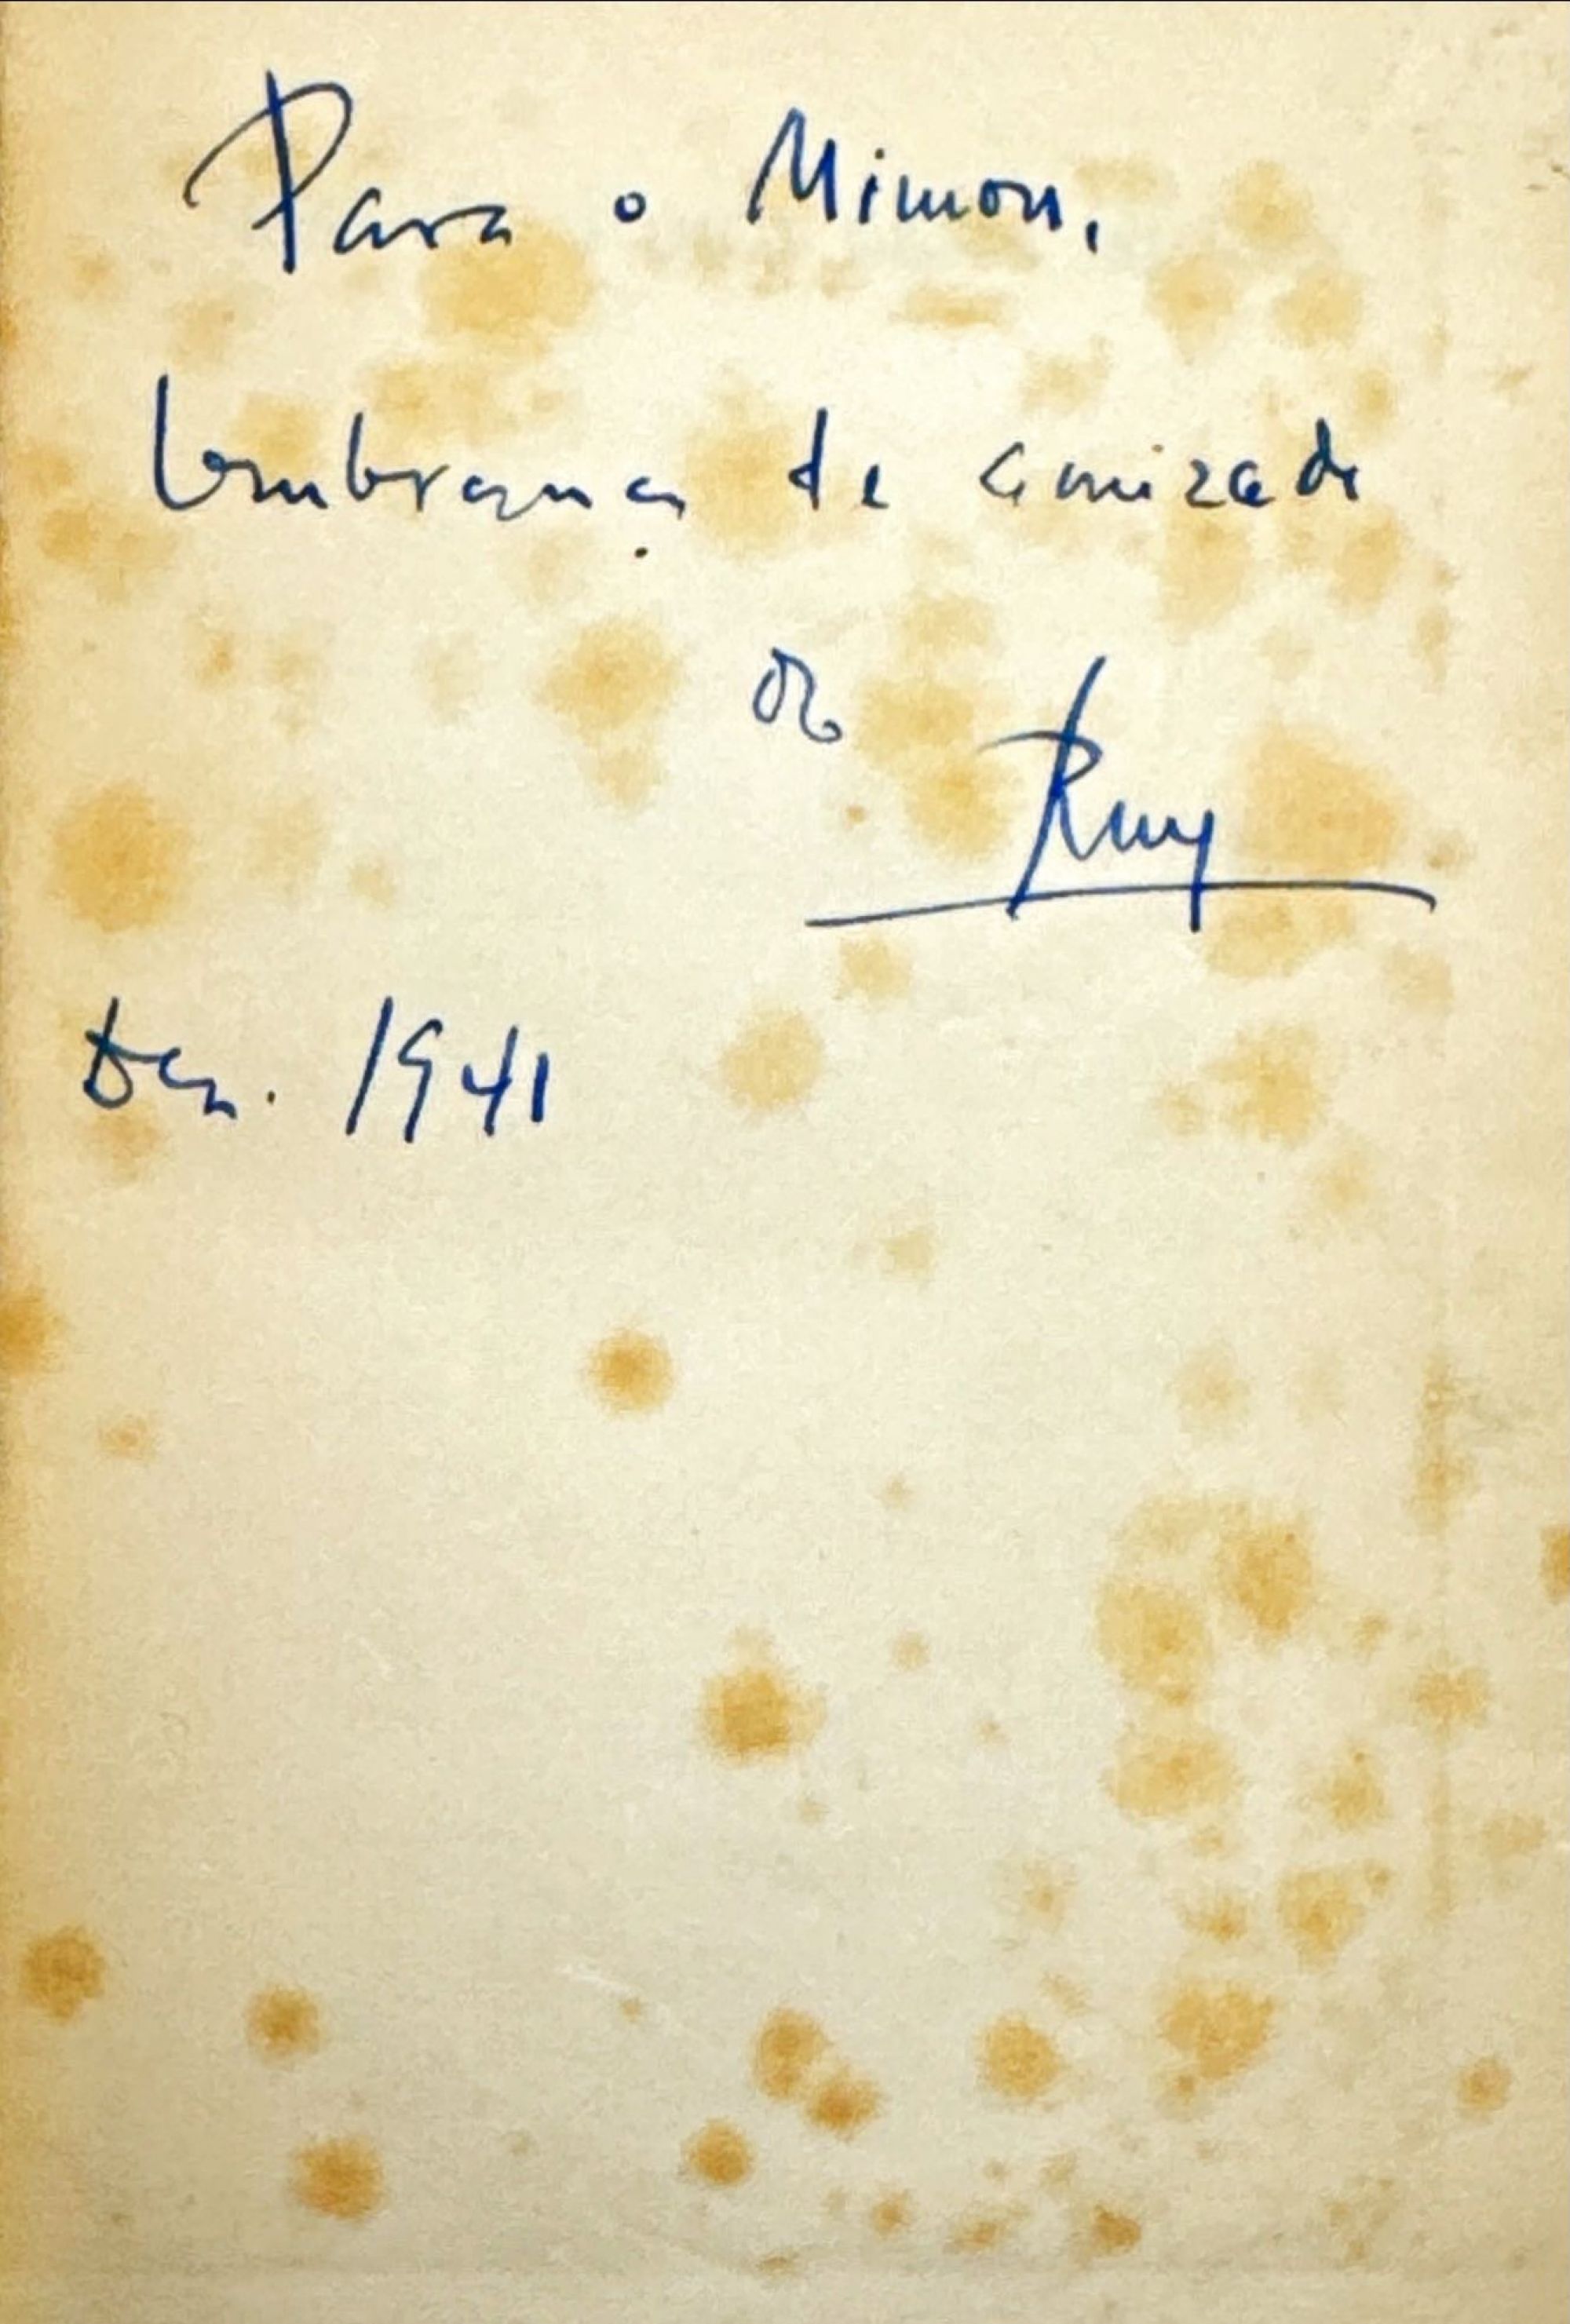 Para o Mimon,
lembrança de amizade
do
Ruy
Dez. 1941